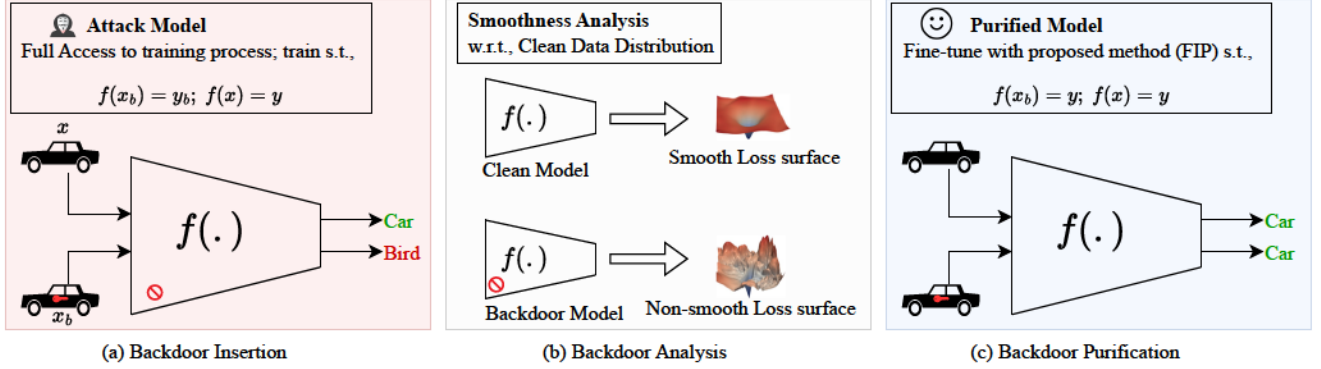 Attack Model
Full Access to training process; train s.t.,
f(x_b) = y_b; f(x) = y
x
f(.)
Car
Bird
x_b
(a) Backdoor Insertion
Smoothness Analysis
w.r.t., Clean Data Distribution
f(.)
Clean Model
Smooth Loss surface
f(.)
Backdoor Model
Non-smooth Loss surface
(b) Backdoor Analysis
Purified Model
Fine-tune with proposed method (FIP) s.t.,
f(x_b) = y; f(x) = y
f(.)
Car
Car
(c) Backdoor Purification